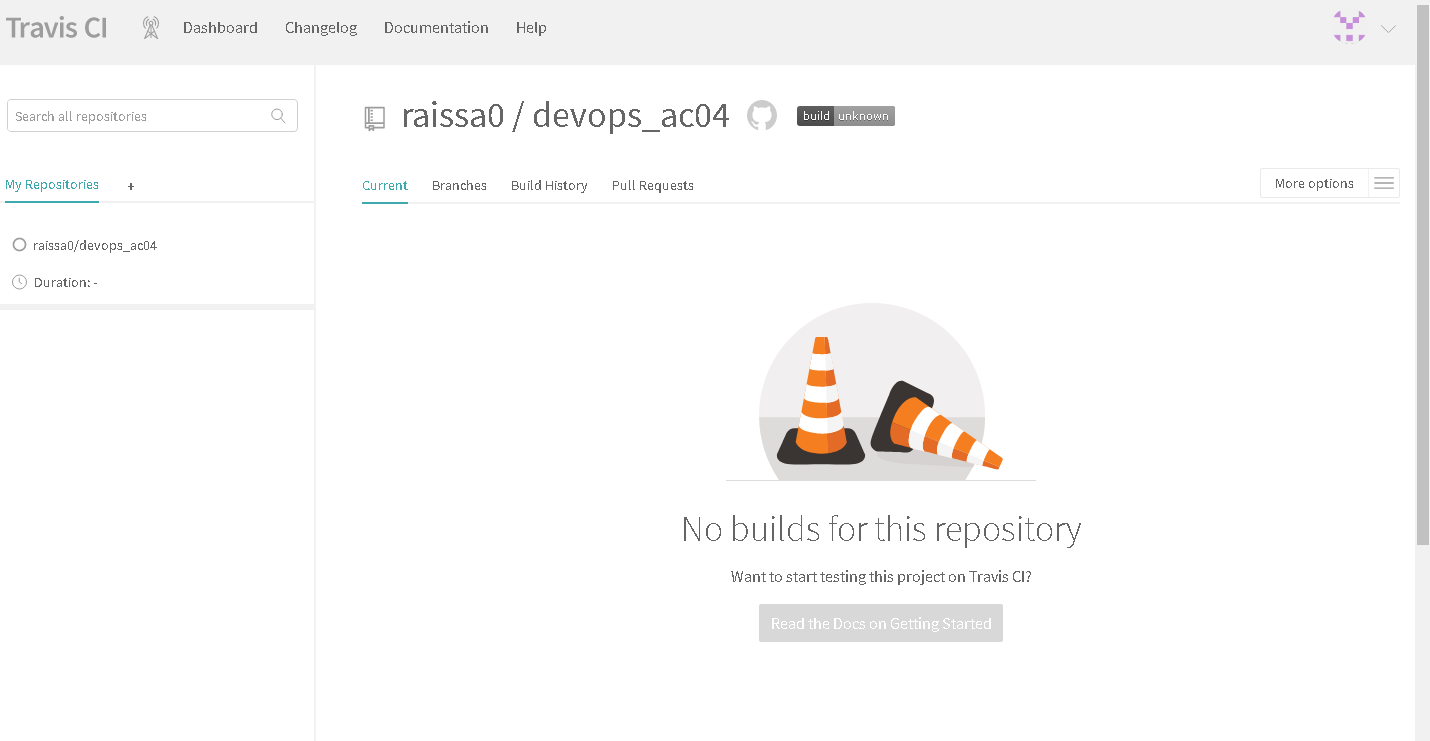 Travis CI
Dashboard Changelog Documentation Help
Search all repositories
My Repositories +
raissa0/devops_ac04
Duration: -
raissa0 / devops_ac04 build unknown
Current Branches Build History Pull Requests
More options
No builds for this repository
Want to start testing this project on Travis CI?
Read the Docs on Getting Started